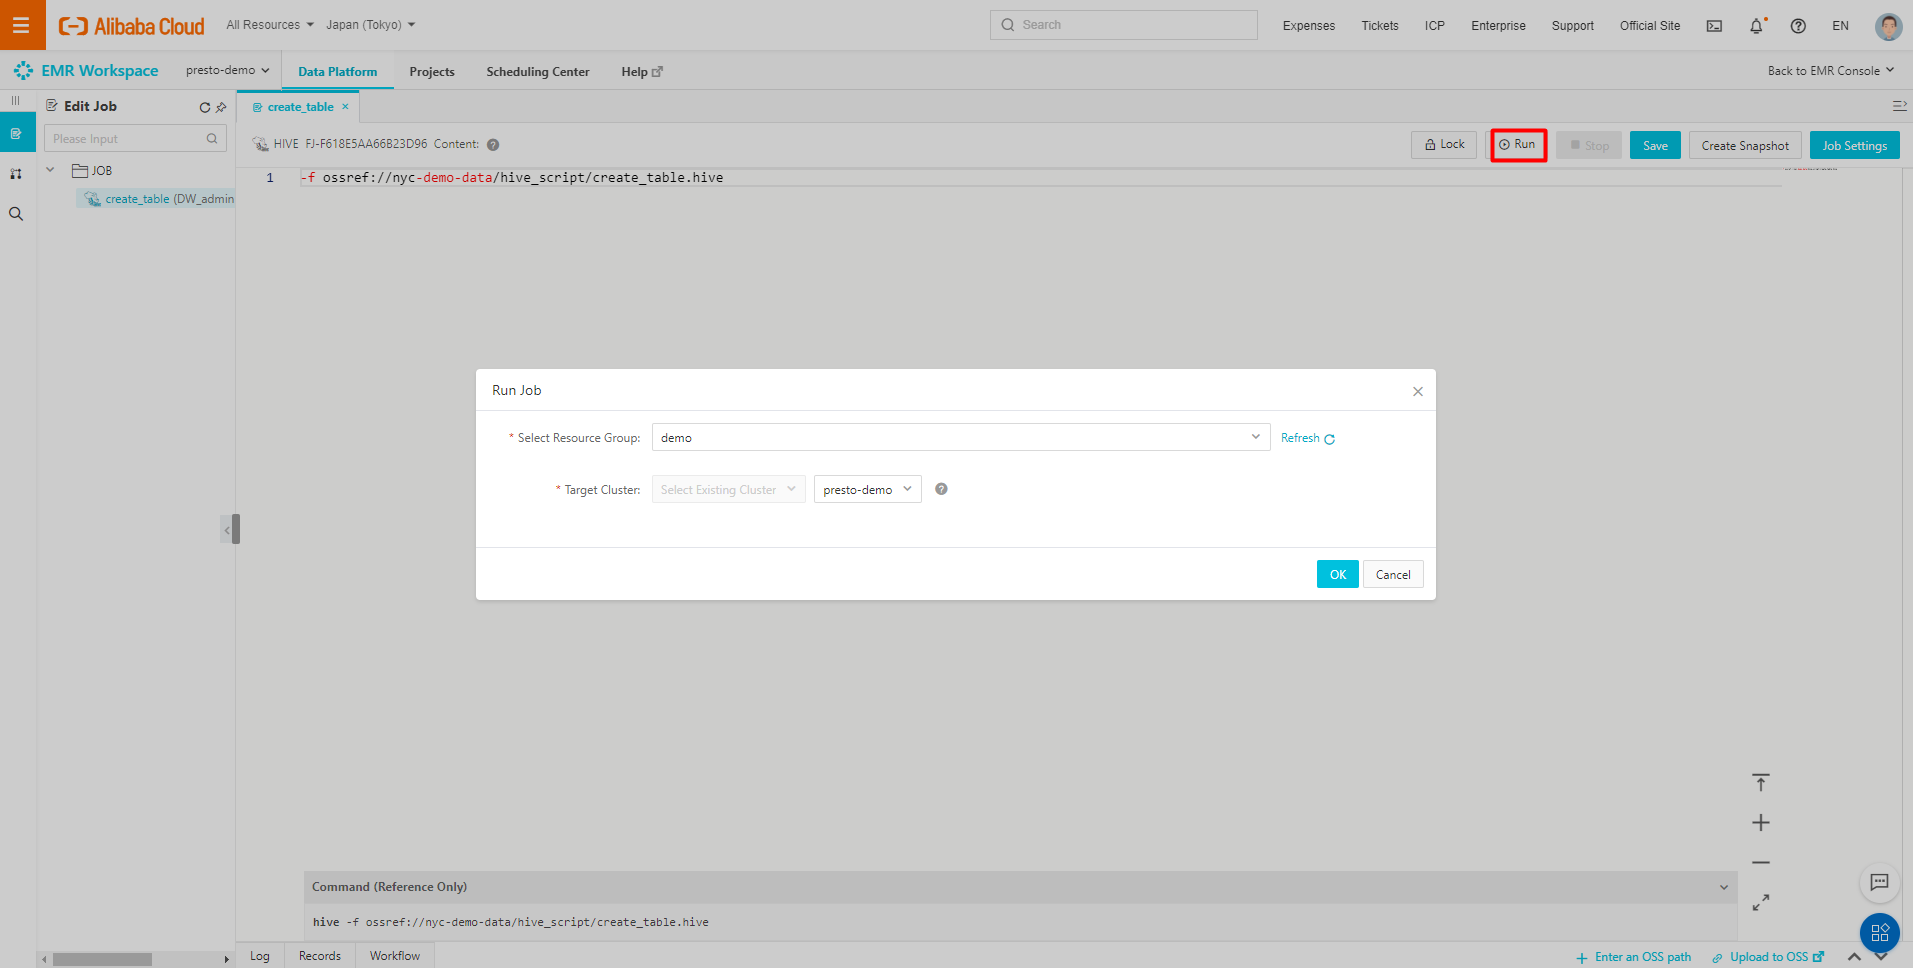 Alibaba Cloud All Resources Japan (Tokyo) Search Expenses Tickets ICP Enterprise Support Official Site EN
EMR Workspace presto-demo Data Platform Projects Scheduling Center Help Back to EMR Console
Edit Job
Please Input
JOB
create_table (DW_admin
create_table ×
HIVE FJ-F618E5AA66B23D96 Content: ? Lock Run Stop Save Create Snapshot Job Settings
1 -f ossref://nyc-demo-data/hive_script/create_table.hive
Run Job
* Select Resource Group: demo Refresh
* Target Cluster: Select Existing Cluster presto-demo ?
OK Cancel
Command (Reference Only)
hive -f ossref://nyc-demo-data/hive_script/create_table.hive
Log Records Workflow Enter an OSS path Upload to OSS